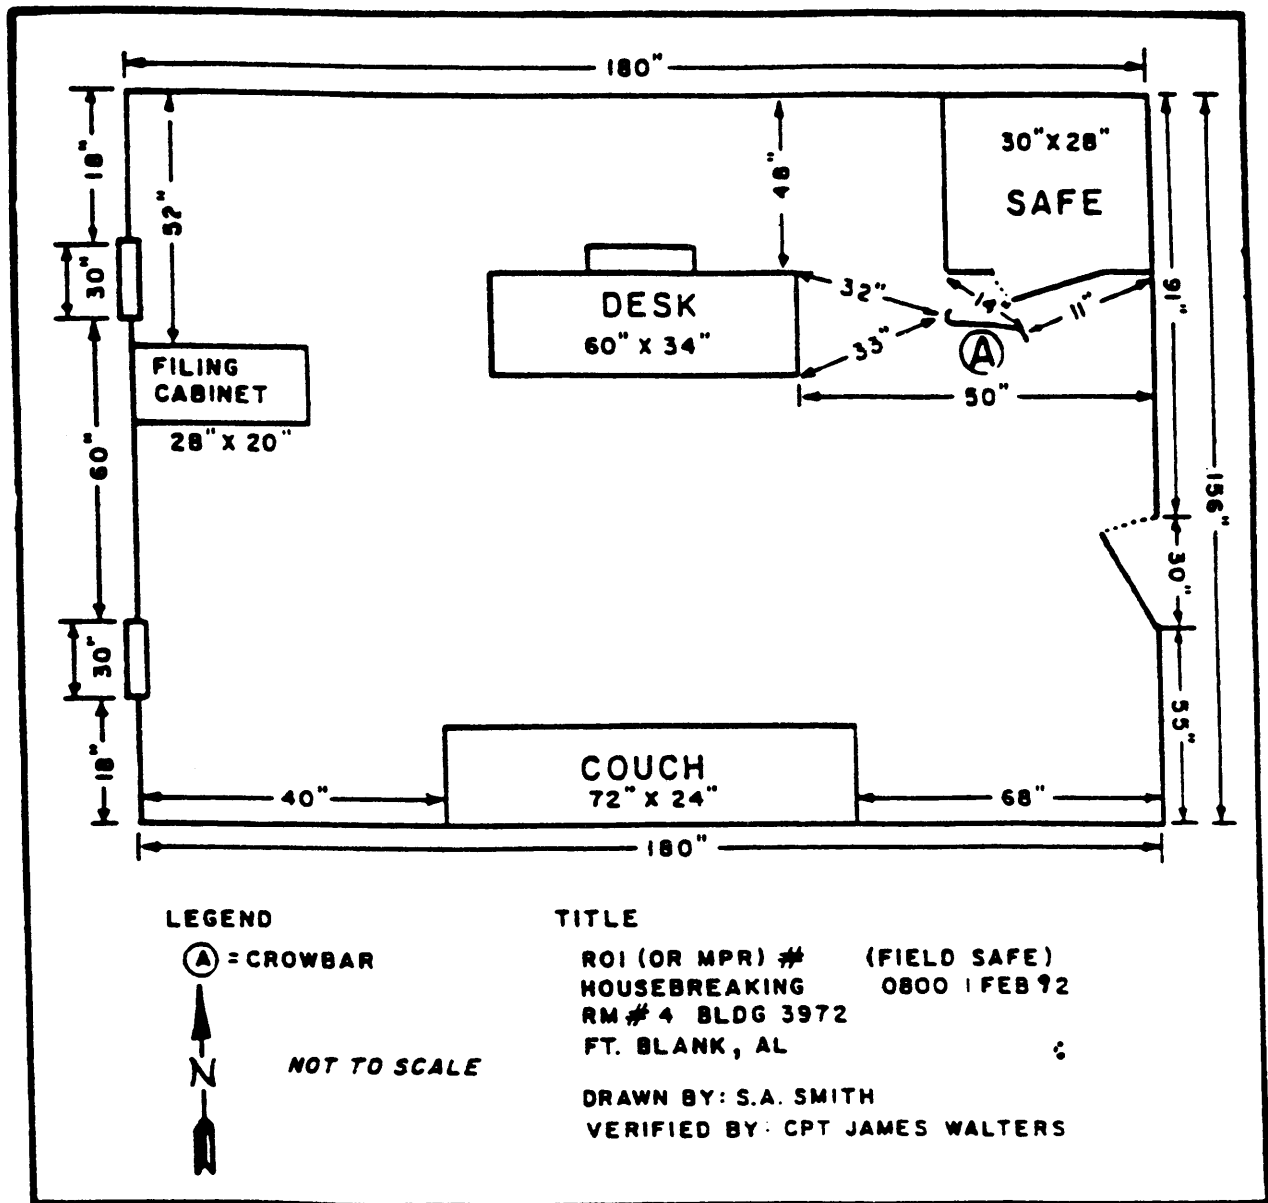 180"
18"
52"
48"
30" X 28"
SAFE
30"
DESK
60" X 34"
32"
14"
11"
33"
A
91"
FILING
CABINET
28" X 20"
50"
60"
156"
30"
30"
55"
18"
COUCH
72" X 24"
40"
68"
180"
LEGEND
A = CROWBAR
N
NOT TO SCALE
TITLE
ROI (OR MPR) # (FIELD SAFE)
HOUSEBREAKING 0800 1 FEB 92
RM # 4 BLDG 3972
FT. BLANK, AL
DRAWN BY: S.A. SMITH
VERIFIED BY: CPT JAMES WALTERS